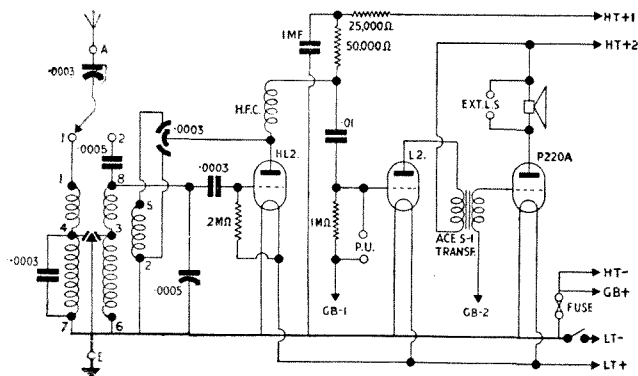 A
.0003
1
2
.0005
1
8
4
3
.0003
7
6
E
.0003
5
2
.0005
.0003
2MΩ
H.F.C.
HL2.
1MF
25,000Ω
50,000Ω
.01
1MΩ
P.U.
GB-1
L2.
ACE S-1
TRANSF.
GB-2
EXT.L.S
P220A
FUSE
HT+1
HT+2
HT-
GB+
LT-
LT+